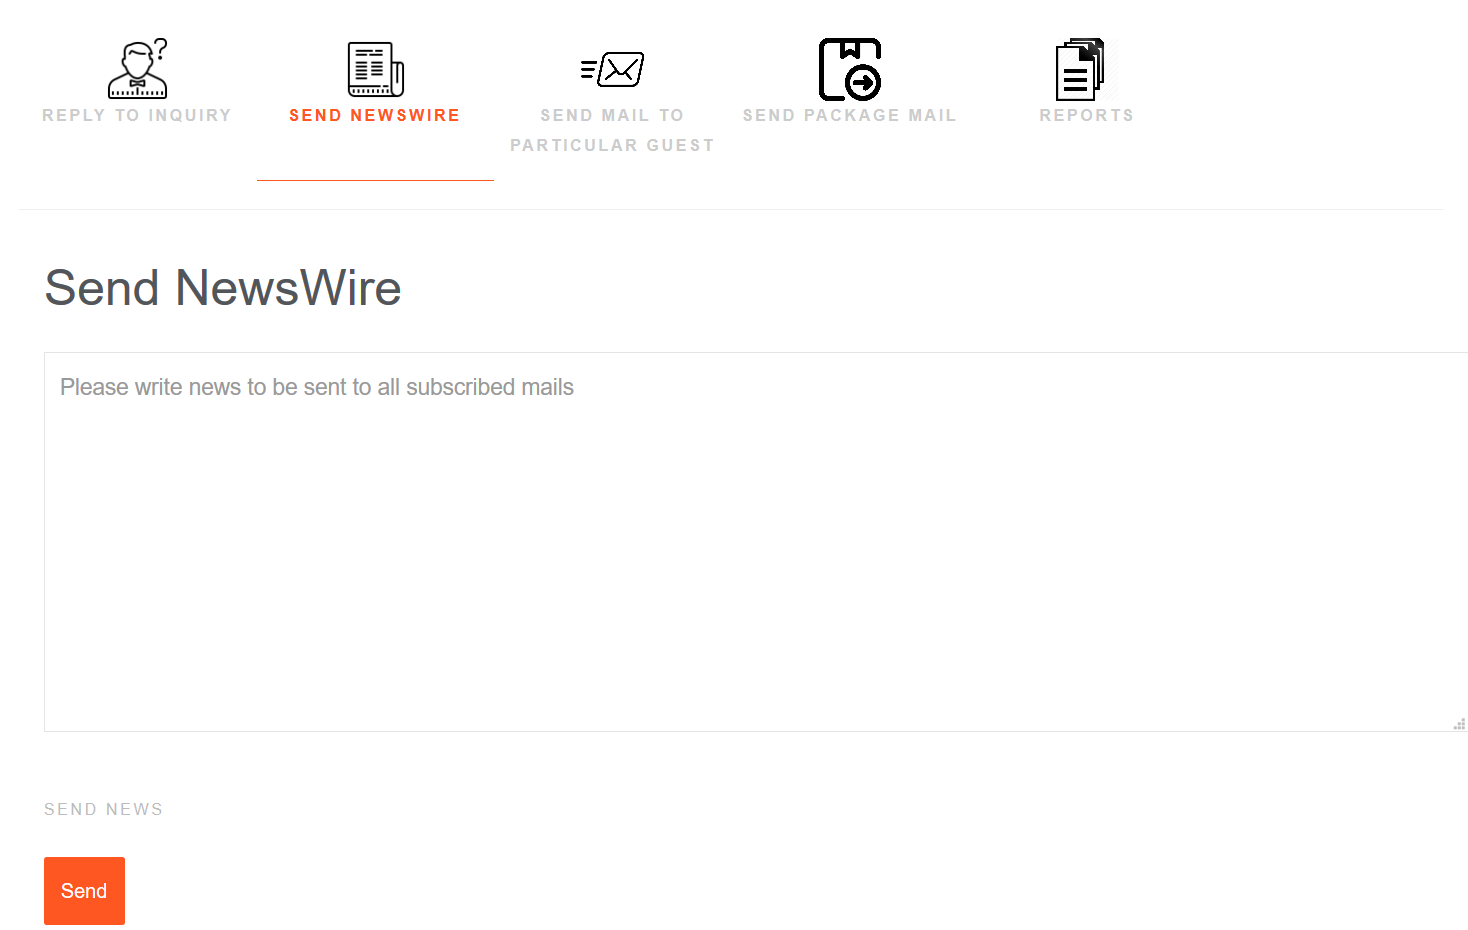 REPLY TO INQUIRY
SEND NEWSWIRE
SEND MAIL TO
PARTICULAR GUEST
SEND PACKAGE MAIL
REPORTS
Send NewsWire
Please write news to be sent to all subscribed mails
SEND NEWS
Send